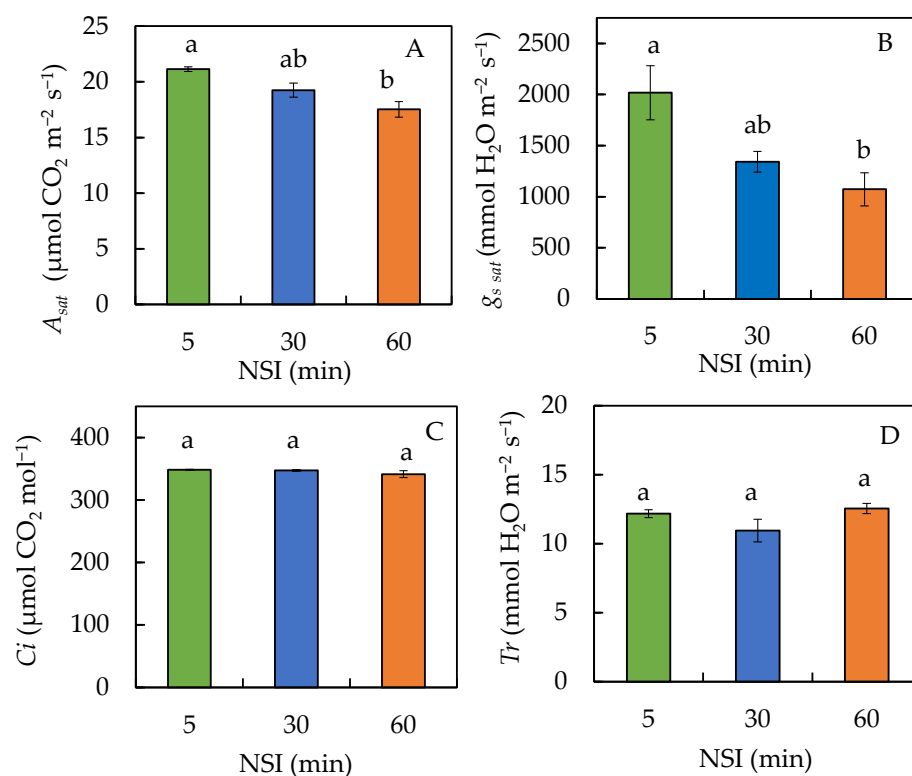 A
A_sat (μmol CO₂ m⁻² s⁻¹)
25
20
15
10
5
0
a
ab
b
5 30 60
NSI (min)
B
g_s sat (mmol H₂O m⁻² s⁻¹)
2500
2000
1500
1000
500
0
a
ab
b
5 30 60
NSI (min)
C
Ci (μmol CO₂ mol⁻¹)
400
300
200
100
0
a a a
5 30 60
NSI (min)
D
Tr (mmol H₂O m⁻² s⁻¹)
20
15
10
5
0
a a a
5 30 60
NSI (min)